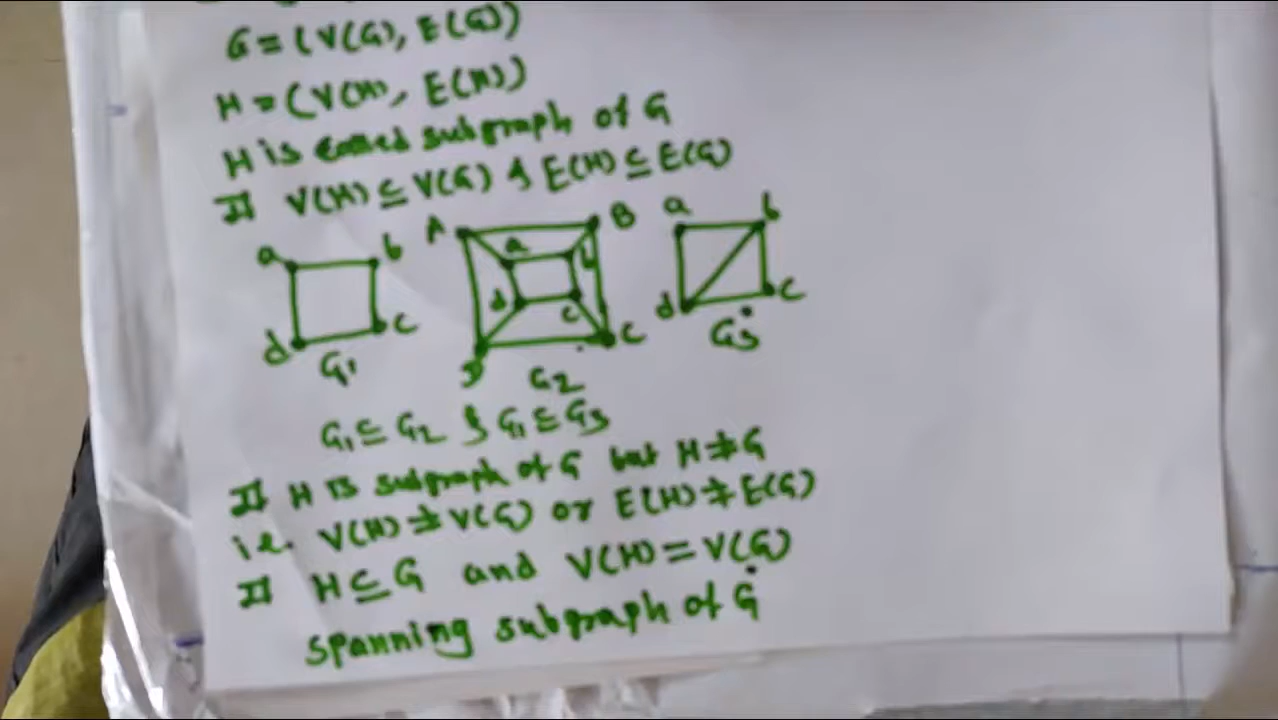 G = (V(G), E(G))
H = (V(H), E(H))
H is called subgraph of G
If V(H) ⊆ V(G) & E(H) ⊆ E(G)
a b
d c
G1
A B
a b
d c
D C
G2
a b
d c
G3
G1 ⊆ G2 & G1 ⊆ G3
If H is subgraph of G but H ≠ G
i.e. V(H) ≠ V(G) or E(H) ≠ E(G)
If H ⊆ G and V(H) = V(G)
spanning subgraph of G